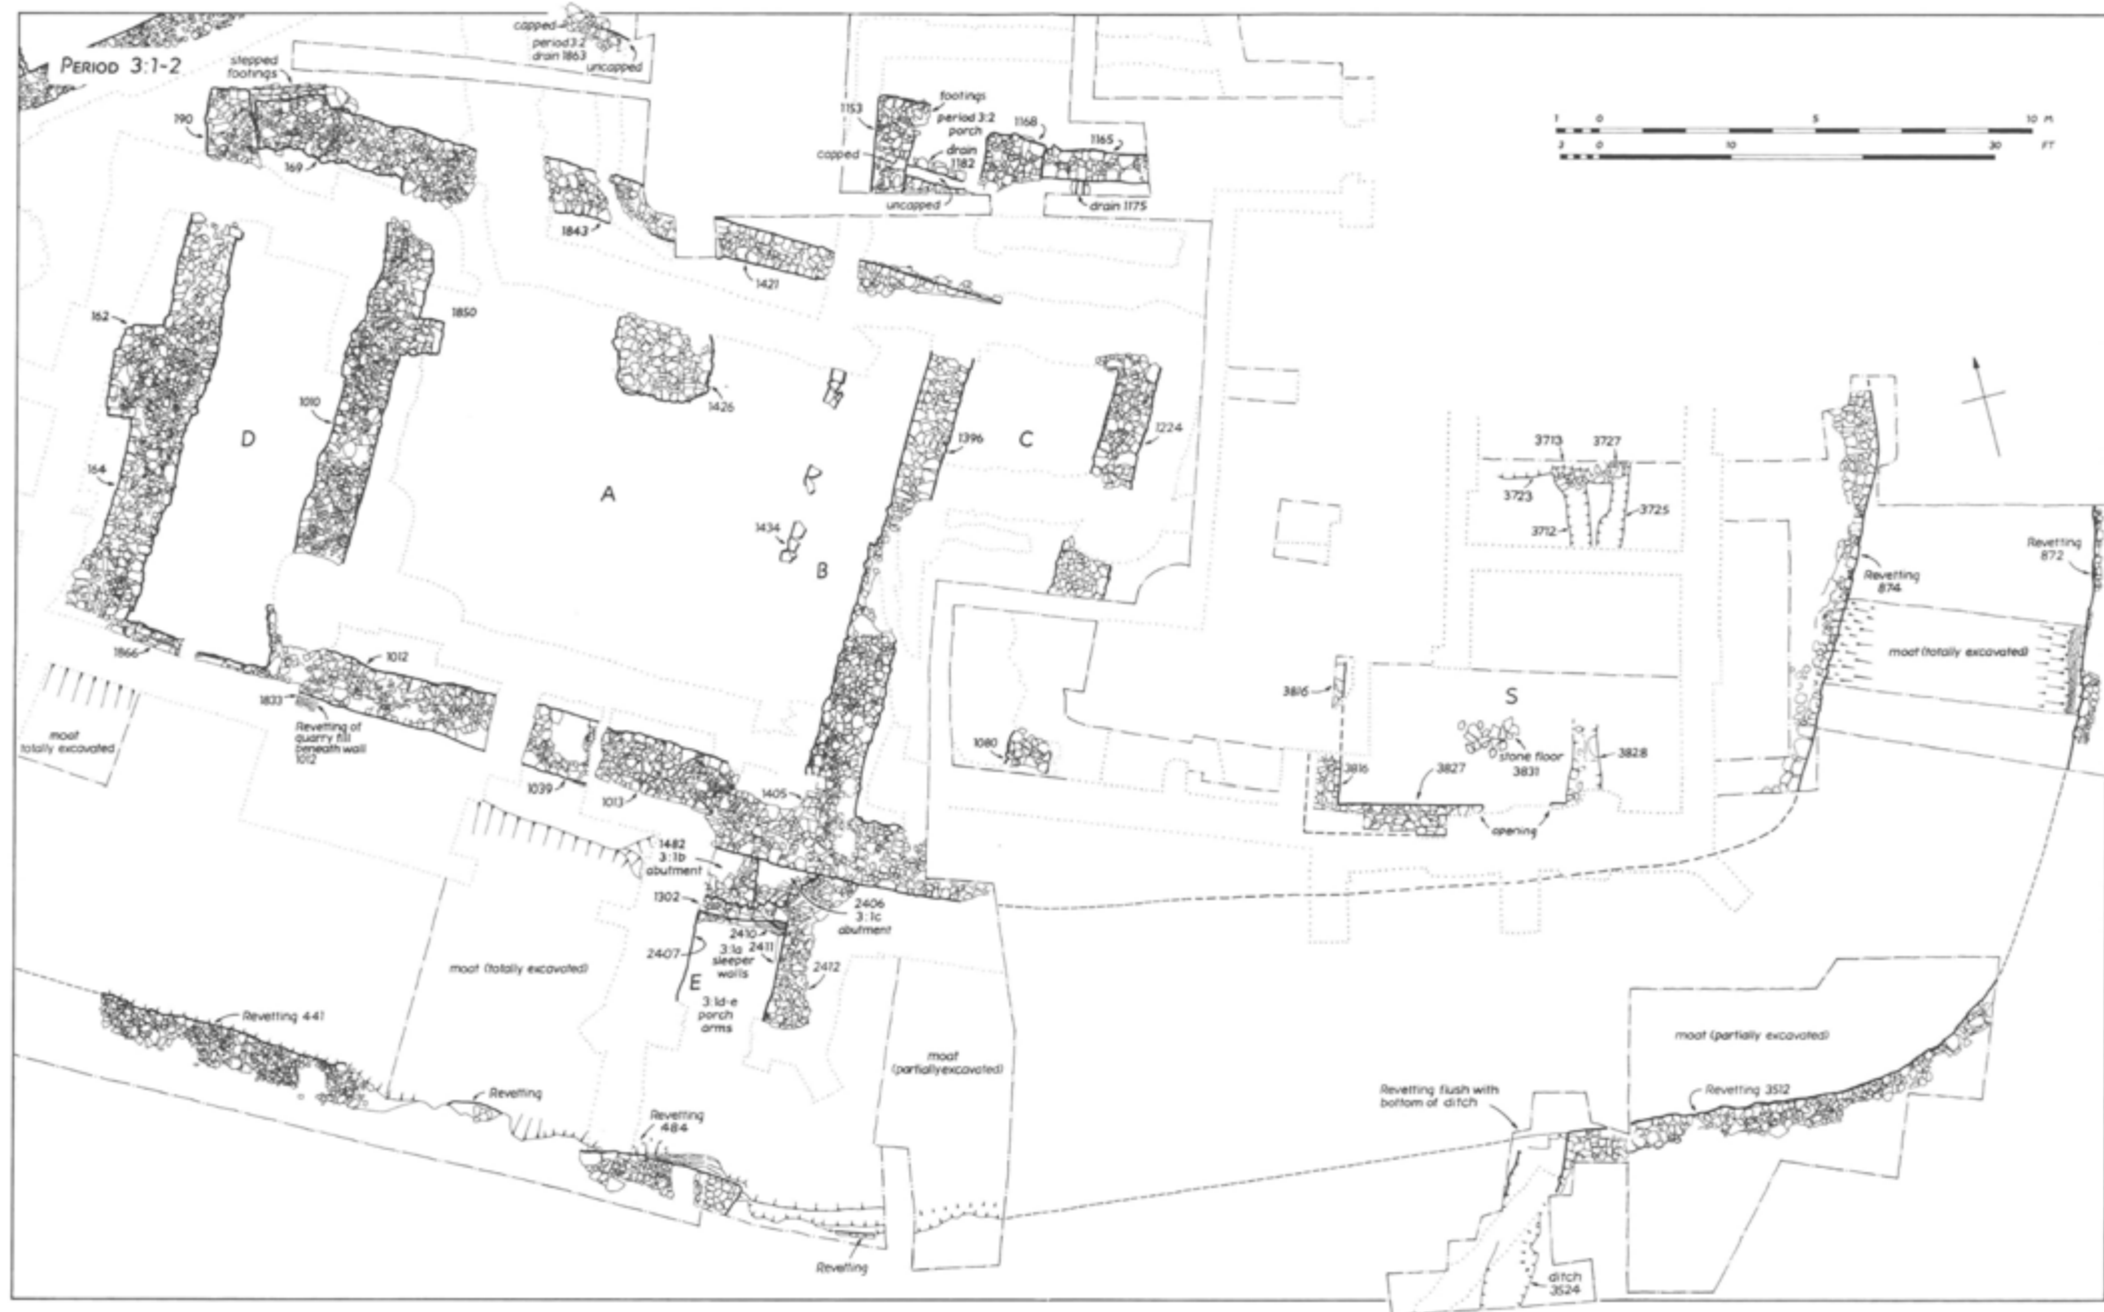 PERIOD 3:1-2
capped
period 3:2
drain 1863
uncapped
stepped
footings
190
169
1153
footings
period 3:2
porch
drain
1182
capped
uncapped
1168
1165
drain 1175
1 0 5 10 M
3 0 10 30 FT
1843
1421
162
1850
1010
D
164
A
1426
1434
B
1396
C
1224
3713
3727
3723
3712
3725
Revetting
874
Revetting
872
moat (totally excavated)
1866
1012
1833
Revetting of
quarry fill
beneath wall
1012
moat
totally excavated
1039
1013
1405
1080
3816
S
stone floor
3831
3828
3816
3827
opening
1482
3:1b
abutment
1302
2406
3:1c
abutment
2410
2407
3:1a
sleeper
walls
2411
2412
E
3:1d-e
porch
arms
moat (totally excavated)
moat
(partially excavated)
moat (partially excavated)
Revetting 441
Revetting
Revetting
484
Revetting
Revetting flush with
bottom of ditch
Revetting 3512
ditch
3524